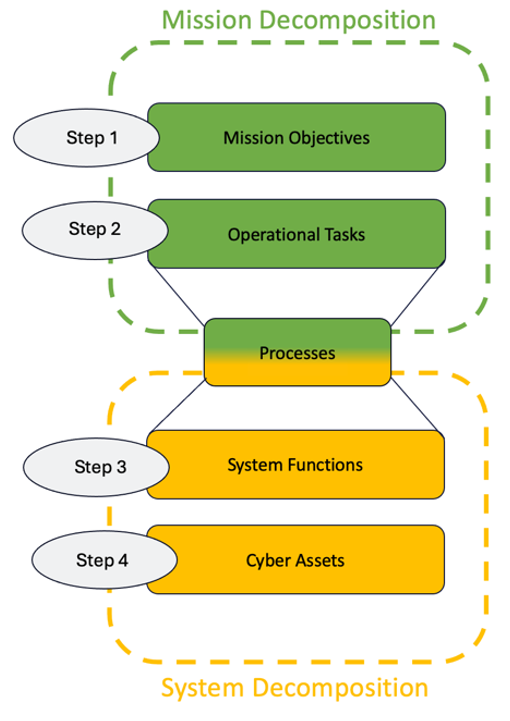 Mission Decomposition
Step 1
Mission Objectives
Step 2
Operational Tasks
Processes
Step 3
System Functions
Step 4
Cyber Assets
System Decomposition